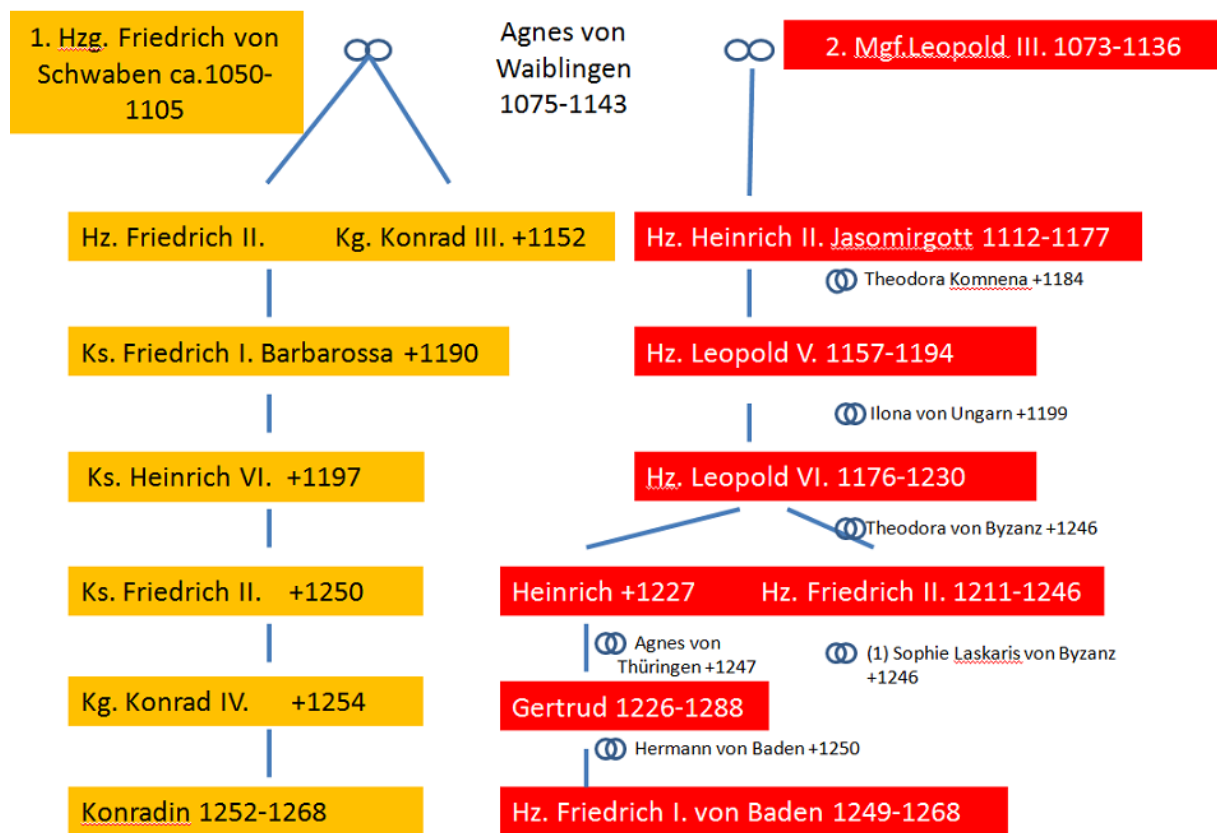 1. Hzg. Friedrich von
Schwaben ca.1050-
1105
Agnes von
Waiblingen
1075-1143
2. Mgf.Leopold III. 1073-1136
Hz. Friedrich II. Kg. Konrad III. +1152
Hz. Heinrich II. Jasomirgott 1112-1177
Theodora Komnena +1184
Ks. Friedrich I. Barbarossa +1190
Hz. Leopold V. 1157-1194
Ilona von Ungarn +1199
Ks. Heinrich VI. +1197
Hz. Leopold VI. 1176-1230
Theodora von Byzanz +1246
Ks. Friedrich II. +1250
Heinrich +1227 Hz. Friedrich II. 1211-1246
Agnes von
Thüringen +1247
(1) Sophie Laskaris von Byzanz
+1246
Kg. Konrad IV. +1254
Gertrud 1226-1288
Hermann von Baden +1250
Konradin 1252-1268
Hz. Friedrich I. von Baden 1249-1268